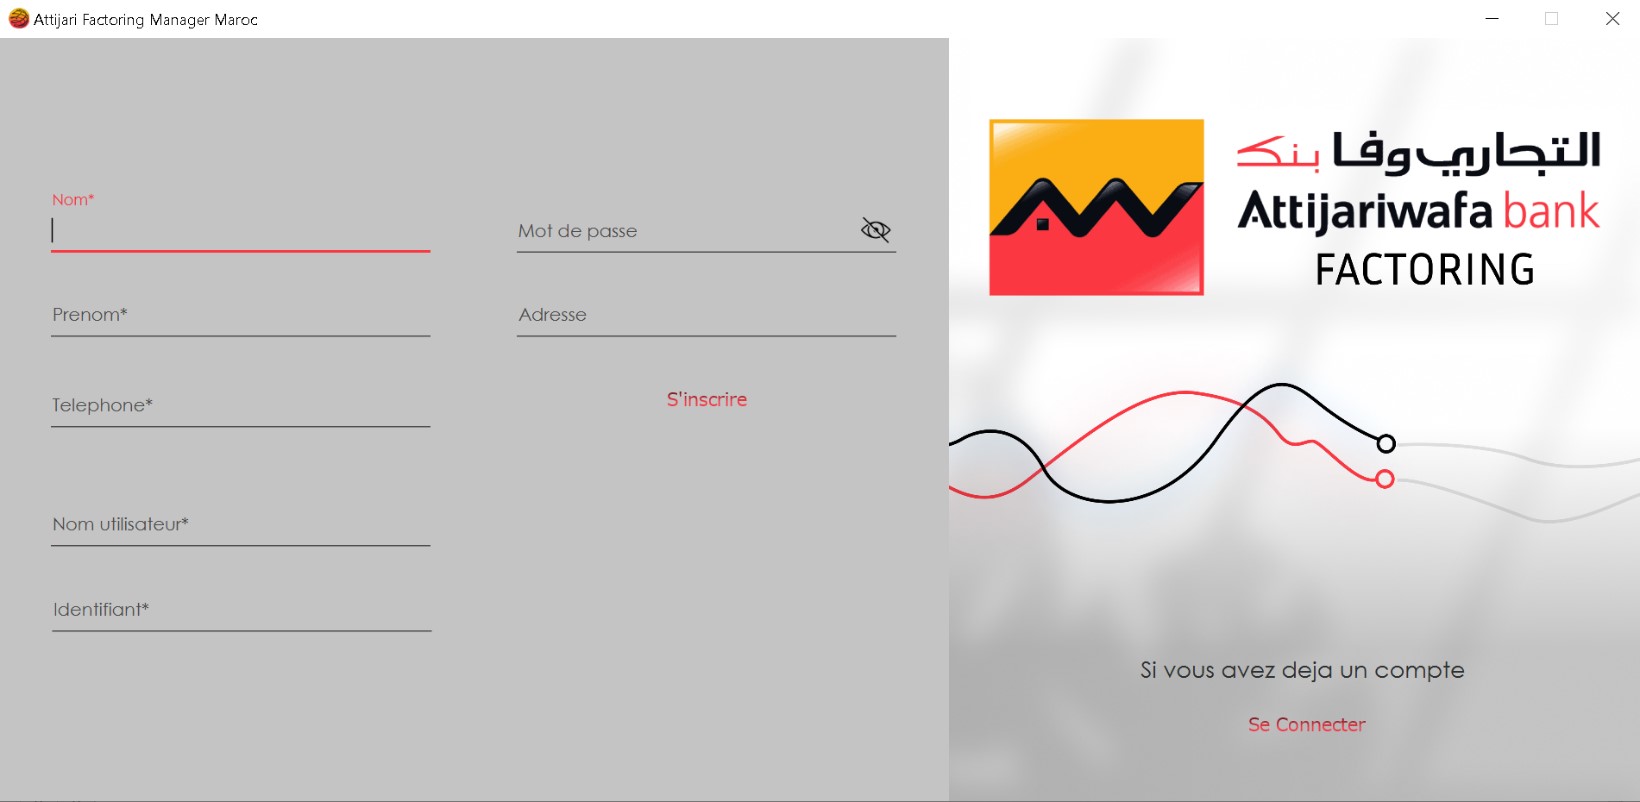 Attijari Factoring Manager Maroc
Nom*
Mot de passe
Prenom*
Adresse
Telephone*
S'inscrire
Nom utilisateur*
Identifiant*
التجاري وفا بنك
Attijariwafa bank
FACTORING
Si vous avez deja un compte
Se Connecter